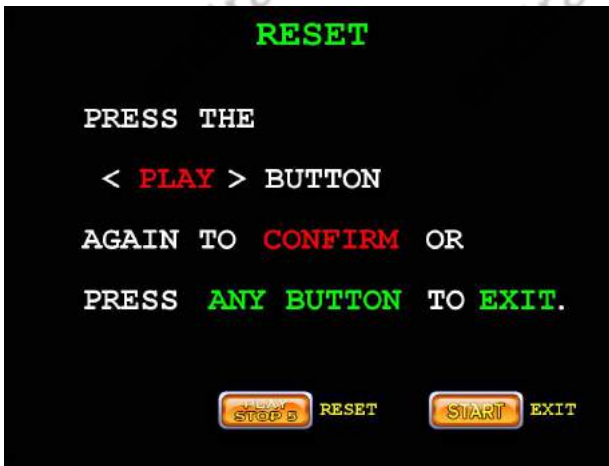 RESET
PRESS THE
< PLAY > BUTTON
AGAIN TO CONFIRM OR
PRESS ANY BUTTON TO EXIT.
PLAY
STOP 5 RESET START EXIT